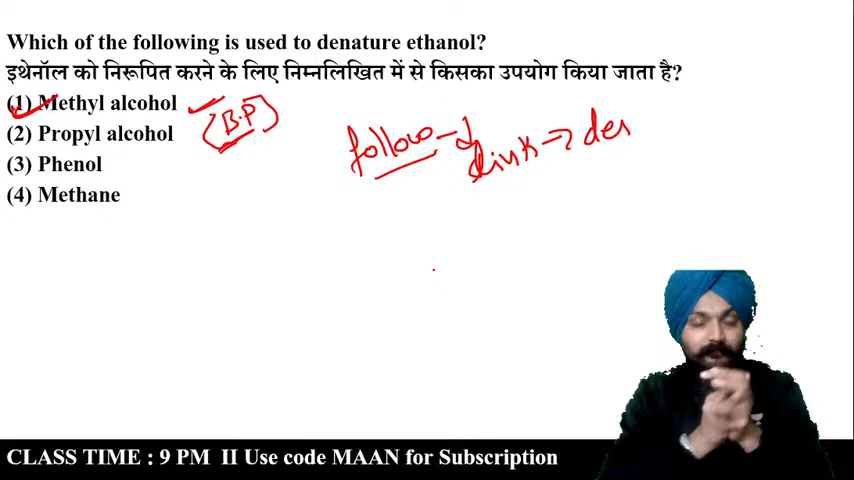 Which of the following is used to denature ethanol?
इथेनॉल को निरूपित करने के लिए निम्नलिखित में से किसका उपयोग किया जाता है?
(1) Methyl alcohol
(2) Propyl alcohol (B.P)
follow → drink → den
(3) Phenol
(4) Methane
CLASS TIME : 9 PM II Use code MAAN for Subscription